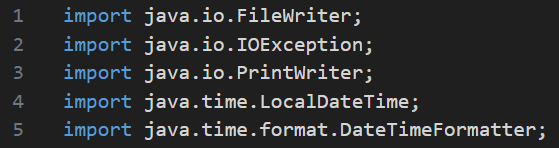 1 import java.io.FileWriter;
2 import java.io.IOException;
3 import java.io.PrintWriter;
4 import java.time.LocalDateTime;
5 import java.time.format.DateTimeFormatter;